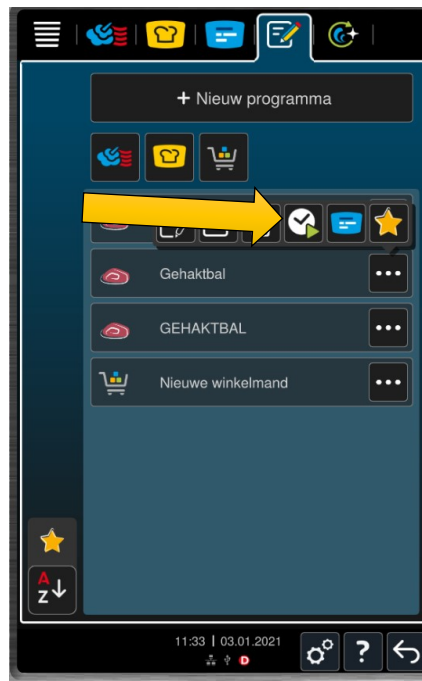 + Nieuw programma
Gehaktbal
GEHAKTBAL
Nieuwe winkelmand
A
Z
11:33 | 03.01.2021
D
?